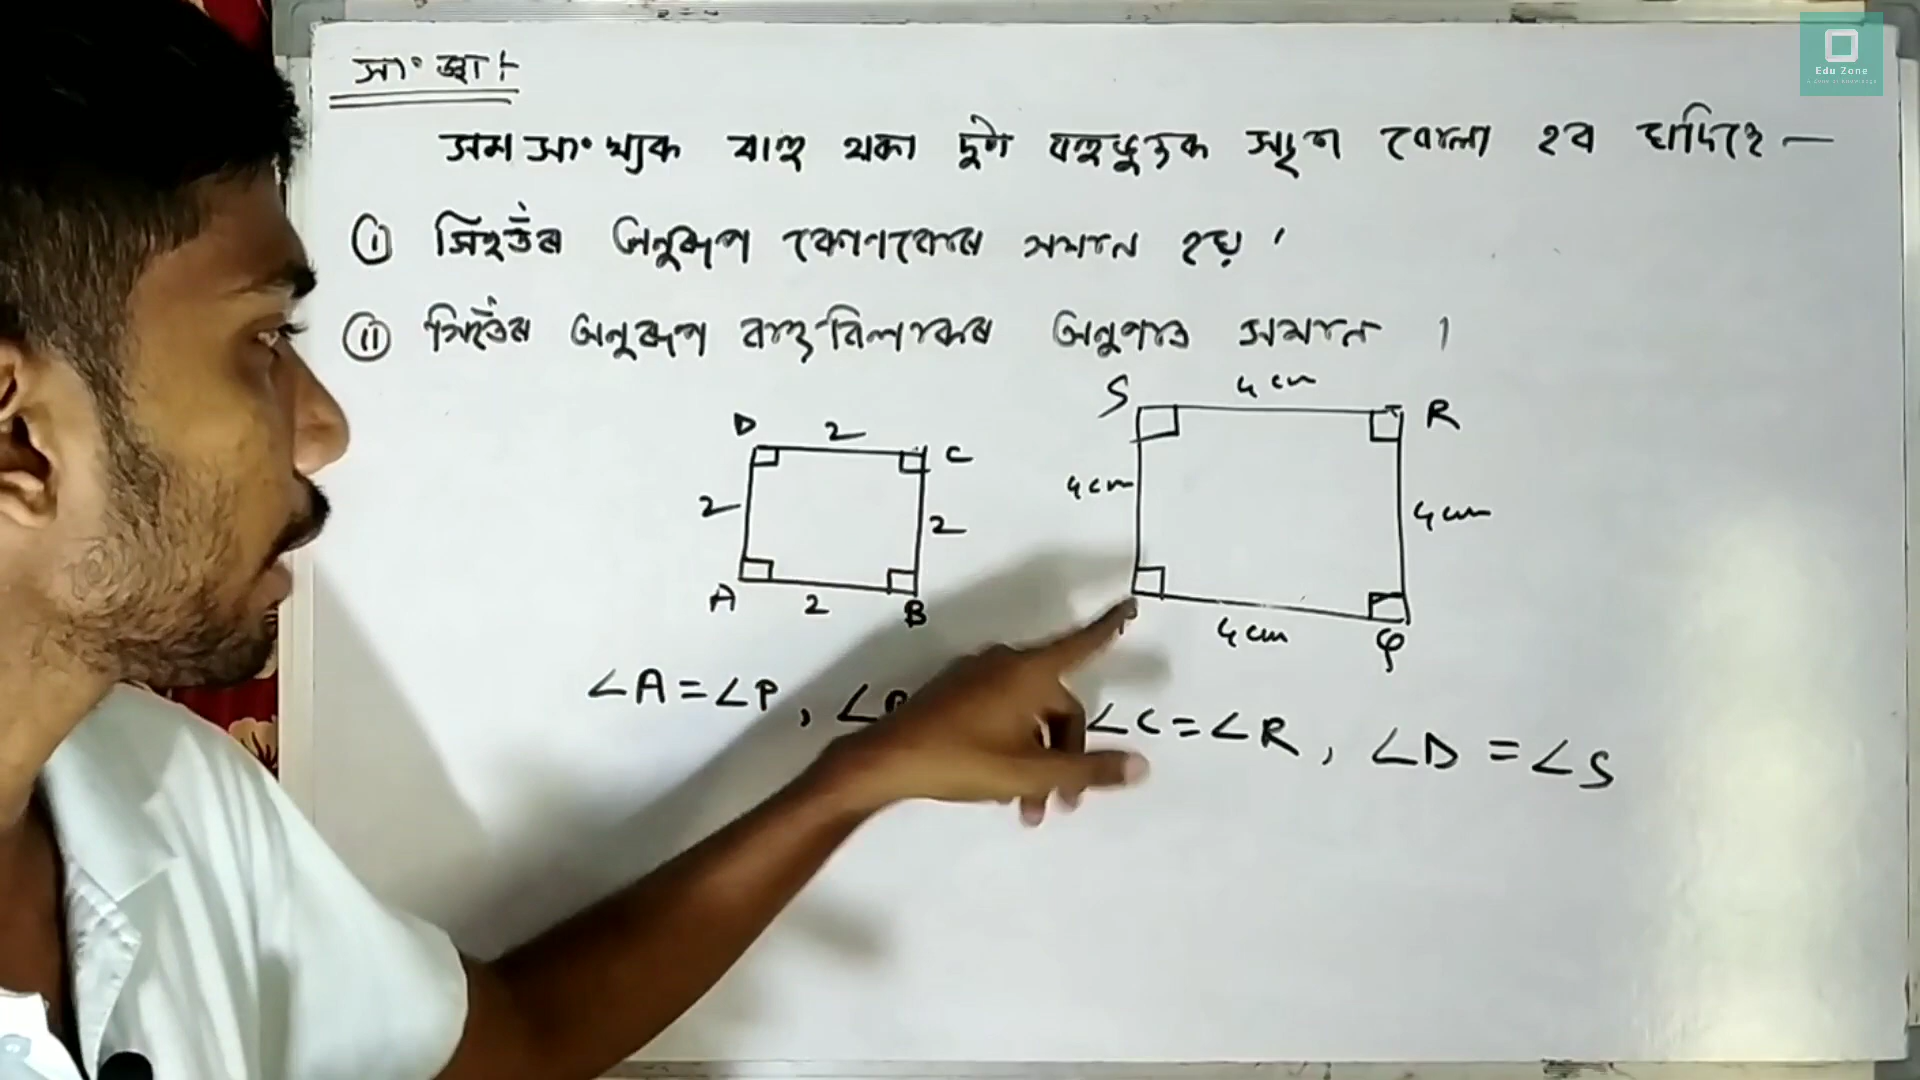 সাংজ্ঞা ÷
সমসাংখ্যক বাহু থকা দুটা বহুভুজক সদৃশ বোলা হব যদিহে —
(i) সিহঁতৰ অনুৰূপ কোণবোৰ সমান হয় '
(ii) সিহঁতৰ অনুৰূপ বাহুবিলাকৰ অনুপাত সমান ।
D 2 C
2 2
A 2 B
S 4 cm R
4 cm 4 cm
4 cm Q
∠A = ∠P , ∠ ∠C = ∠R , ∠D = ∠S
Edu Zone